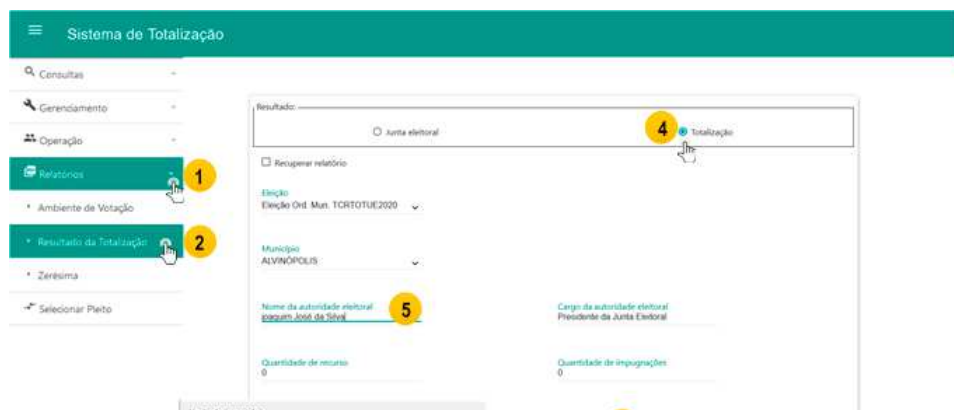 Sistema de Totalização
Consultas
Gerenciamento
Operação
Relatórios
1
Ambiente de Votação
Resultado da Totalização
2
Zerésima
Selecionar Pleito
Resultado:
Junta eleitoral
4
Totalização
Recuperar relatório
Eleição
Eleição Ord. Mun. TCRTOTUE2020
Município
ALVINÓPOLIS
Nome da autoridade eleitoral
joaquim José da Silva
5
Cargo da autoridade eleitoral
Presidente da Junta Eleitoral
Quantidade de recurso
0
Quantidade de impugnações
0